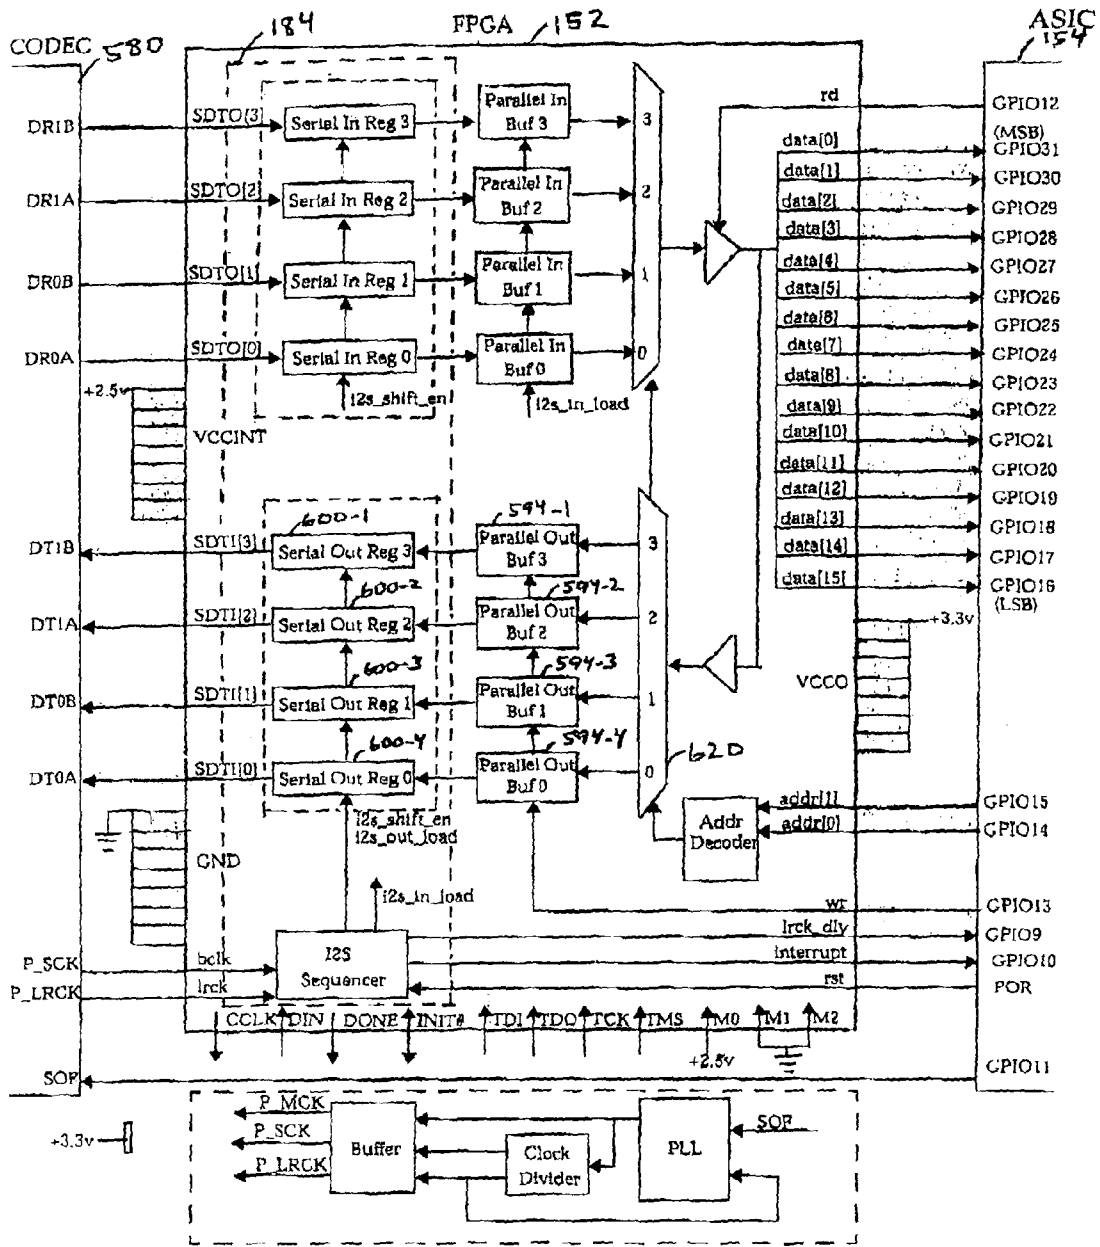 CODEC 580 184 FPGA 152 ASIC 154
DR1B SDTO[3] Serial In Reg 3 Parallel In Buf 3 3 rd GPIO12
(MSB)
data[0] GPIO31
data[1] GPIO30
DR1A SDTO[2] Serial In Reg 2 Parallel In Buf 2 2
data[2] GPIO29
data[3] GPIO28
data[4] GPIO27
DR0B SDTO[1] Serial In Reg 1 Parallel In Buf 1 1
data[5] GPIO26
data[6] GPIO25
DR0A SDTO[0] Serial In Reg 0 Parallel In Buf 0 0
data[7] GPIO24
data[8] GPIO23
+2.5v i2s_shift_en i2s_in_load
data[9] GPIO22
VCCINT
data[10] GPIO21
data[11] GPIO20
data[12] GPIO19
600-1 594-1
data[13] GPIO18
DT1B SDTI[3] Serial Out Reg 3 Parallel Out Buf 3 3
data[14] GPIO17
data[15] GPIO16
(LSB)
600-2 594-2
DT1A SDTI[2] Serial Out Reg 2 Parallel Out Buf 2 2
+3.3v
VCCO
600-3 594-3
DT0B SDTI[1] Serial Out Reg 1 Parallel Out Buf 1 1
600-4 594-4 620
DT0A SDTI[0] Serial Out Reg 0 Parallel Out Buf 0 0
i2s_shift_en
i2s_out_load
Addr Decoder
addr[1] GPIO15
addr[0] GPIO14
GND
i2s_in_load
wr GPIO13
lrck_dly GPIO9
interrupt GPIO10
rst POR
P_SCK bclk I2S Sequencer
P_LRCK lrck
CCLK DIN DONE INIT# TDI TDO TCK TMS M0 M1 M2
+2.5v
SOF GPIO11
+3.3v
P_MCK
P_SCK
P_LRCK
Buffer
Clock Divider
PLL
SOF